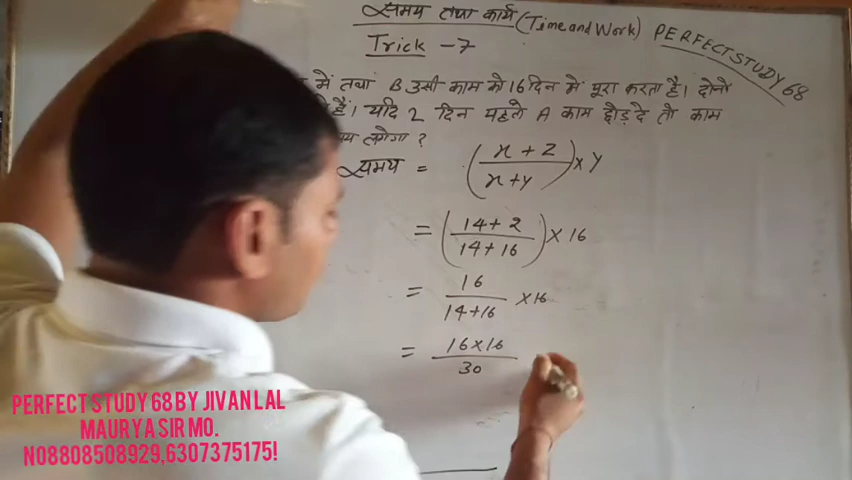 समय तथा कार्य (Time and Work) PERFECT STUDY 68
Trick - 7
में तथा B उसी काम को 16 दिन में पूरा करता है। दोनो
हैं। यदि 2 दिन पहले A काम छोड़ दे तो काम
लगेगा ?
समय = (x + 2 / x + y) × y
= (14 + 2 / 14 + 16) × 16
= 16 / 14 + 16 × 16
= 16 × 16 / 30
PERFECT STUDY 68 BY JIVAN LAL
MAURYA SIR MO.
NO8808508929,6307375175!